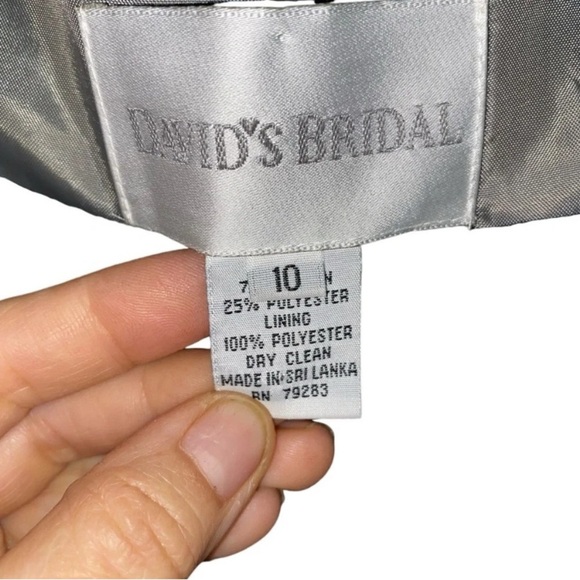 DAVID'S BRIDAL
10
25% POLYESTER
LINING
100% POLYESTER
DRY CLEAN
MADE IN SRI LANKA
RN 79283